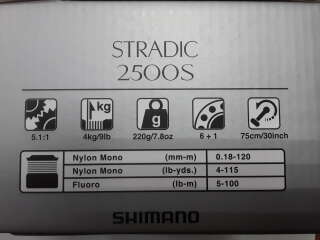 STRADIC
2500S
kg
g
5.1:1 4kg/9lb 220g/7.8oz 6 + 1 75cm/30inch
Nylon Mono (mm-m) 0.18-120
Nylon Mono (lb-yds.) 4-115
Fluoro (lb-m) 5-100
SHIMANO